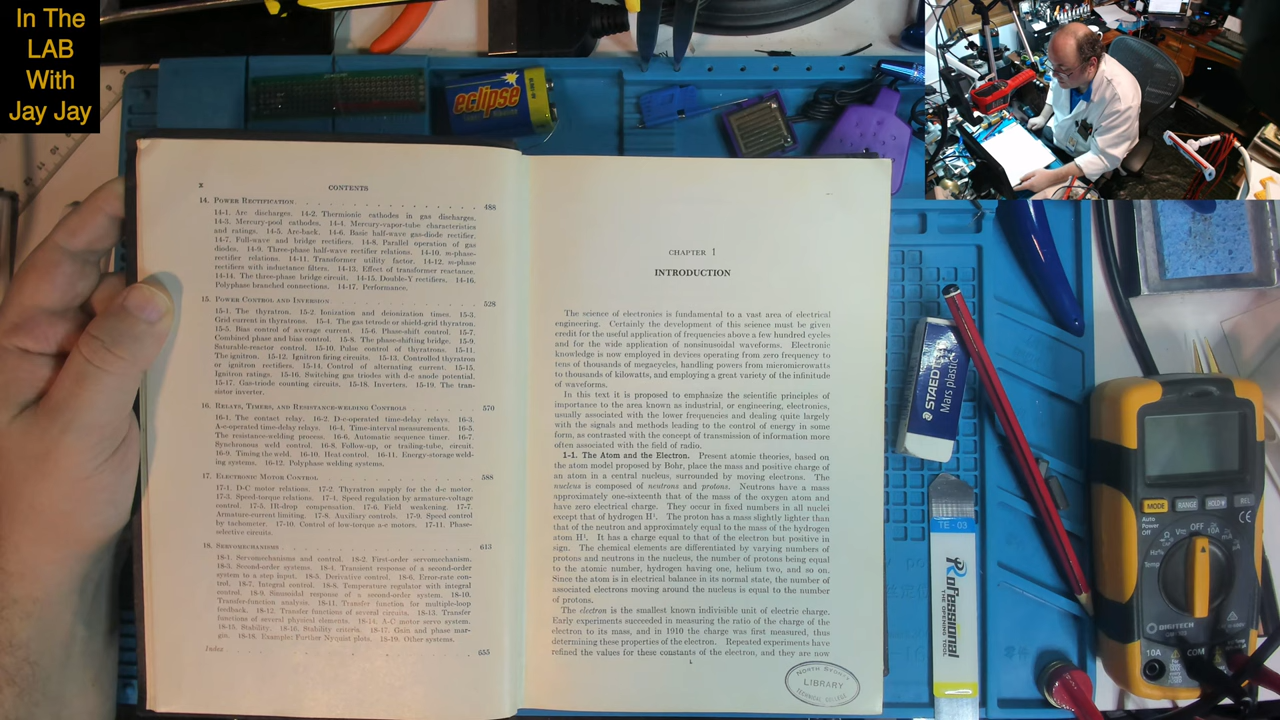 In The
LAB
With
Jay Jay
eclipse
x
CONTENTS
14. POWER RECTIFICATION 488
14-1. Arc discharges. 14-2. Thermionic cathodes in gas discharges.
14-3. Mercury-pool cathodes. 14-4. Mercury-vapor-tube characteristics
and ratings. 14-5. Arc-back. 14-6. Basic half-wave gas-diode rectifier.
14-7. Full-wave and bridge rectifiers. 14-8. Parallel operation of gas
diodes. 14-9. Three-phase half-wave rectifier relations. 14-10. m-phase
rectifier relations. 14-11. Transformer utility factor. 14-12. m-phase
rectifiers with inductance filters. 14-13. Effect of transformer reactance.
14-14. The three-phase bridge circuit. 14-15. Double-Y rectifiers. 14-16.
Polyphase branched connections. 14-17. Performance.
15. POWER CONTROL AND INVERSION 528
15-1. The thyratron. 15-2. Ionization and deionization times. 15-3.
Grid current in thyratrons. 15-4. The gas tetrode or shield-grid thyratron.
15-5. Bias control of average current. 15-6. Phase-shift control. 15-7.
Combined phase and bias control. 15-8. The phase-shifting bridge. 15-9.
Saturable-reactor control. 15-10. Pulse control of thyratrons. 15-11.
The ignitron. 15-12. Ignitron firing circuits. 15-13. Controlled thyratron
or ignitron rectifiers. 15-14. Control of alternating current. 15-15.
Ignitron ratings. 15-16. Switching gas triodes with d-c anode potential.
15-17. Gas-triode counting circuits. 15-18. Inverters. 15-19. The tran-
sistor inverter.
16. RELAYS, TIMERS, AND RESISTANCE-WELDING CONTROLS 570
16-1. The contact relay. 16-2. D-c-operated time-delay relays. 16-3.
A-c-operated time-delay relays. 16-4. Time-interval measurements. 16-5.
The resistance-welding process. 16-6. Automatic sequence timer. 16-7.
Synchronous weld control. 16-8. Follow-up, or trailing-tube, circuit.
16-9. Timing the weld. 16-10. Heat control. 16-11. Energy-storage weld-
ing systems. 16-12. Polyphase welding systems.
17. ELECTRONIC MOTOR CONTROL 588
17-1. D-C motor relations. 17-2. Thyratron supply for the d-c motor.
17-3. Speed-torque relations. 17-4. Speed regulation by armature-voltage
control. 17-5. IR-drop compensation. 17-6. Field weakening. 17-7.
Armature-current limiting. 17-8. Auxiliary controls. 17-9. Speed control
by tachometer. 17-10. Control of low-torque a-c motors. 17-11. Phase-
selective circuits.
18. SERVOMECHANISMS 613
18-1. Servomechanisms and control. 18-2. First-order servomechanism.
18-3. Second-order systems. 18-4. Transient response of a second-order
system to a step input. 18-5. Derivative control. 18-6. Error-rate con-
trol. 18-7. Integral control. 18-8. Temperature regulator with integral
control. 18-9. Sinusoidal response of a second-order system. 18-10.
Transfer-function analysis. 18-11. Transfer function for multiple-loop
feedback. 18-12. Transfer functions of several circuits. 18-13. Transfer
functions of several physical elements. 18-14. A-C motor servo system.
18-15. Stability. 18-16. Stability criteria. 18-17. Gain and phase mar-
gin. 18-18. Example: Further Nyquist plots. 18-19. Other systems.
Index 655
CHAPTER 1
INTRODUCTION
The science of electronics is fundamental to a vast area of electrical
engineering. Certainly the development of this science must be given
credit for the useful application of frequencies above a few hundred cycles
and for the wide application of nonsinusoidal waveforms. Electronic
knowledge is now employed in devices operating from zero frequency to
tens of thousands of megacycles, handling powers from micromicrowatts
to thousands of kilowatts, and employing a great variety of the infinitude
of waveforms.
In this text it is proposed to emphasize the scientific principles of
importance to the area known as industrial, or engineering, electronics,
usually associated with the lower frequencies and dealing quite largely
with the signals and methods leading to the control of energy in some
form, as contrasted with the concept of transmission of information more
often associated with the field of radio.
1-1. The Atom and the Electron. Present atomic theories, based on
the atom model proposed by Bohr, place the mass and positive charge of
an atom in a central nucleus, surrounded by moving electrons. The
nucleus is composed of neutrons and protons. Neutrons have a mass
approximately one-sixteenth that of the mass of the oxygen atom and
have zero electrical charge. They occur in fixed numbers in all nuclei
except that of hydrogen H¹. The proton has a mass slightly lighter than
that of the neutron and approximately equal to the mass of the hydrogen
atom H¹. It has a charge equal to that of the electron but positive in
sign. The chemical elements are differentiated by varying numbers of
protons and neutrons in the nucleus, the number of protons being equal
to the atomic number, hydrogen having one, helium two, and so on.
Since the atom is in electrical balance in its normal state, the number of
associated electrons moving around the nucleus is equal to the number
of protons.
The electron is the smallest known indivisible unit of electric charge.
Early experiments succeeded in measuring the ratio of the charge of the
electron to its mass, and in 1910 the charge was first measured, thus
determining these properties of the electron. Repeated experiments have
refined the values for these constants of the electron, and they are now
1
NORTH SYDNEY
LIBRARY
TECHNICAL COLLEGE
STAEDTLER
Mars plastic
TE-03
Professional
THE OPENING TOOL
MODE
RANGE
HOLD
REL
Auto
Power
Off
OFF
DIGITECH
10A